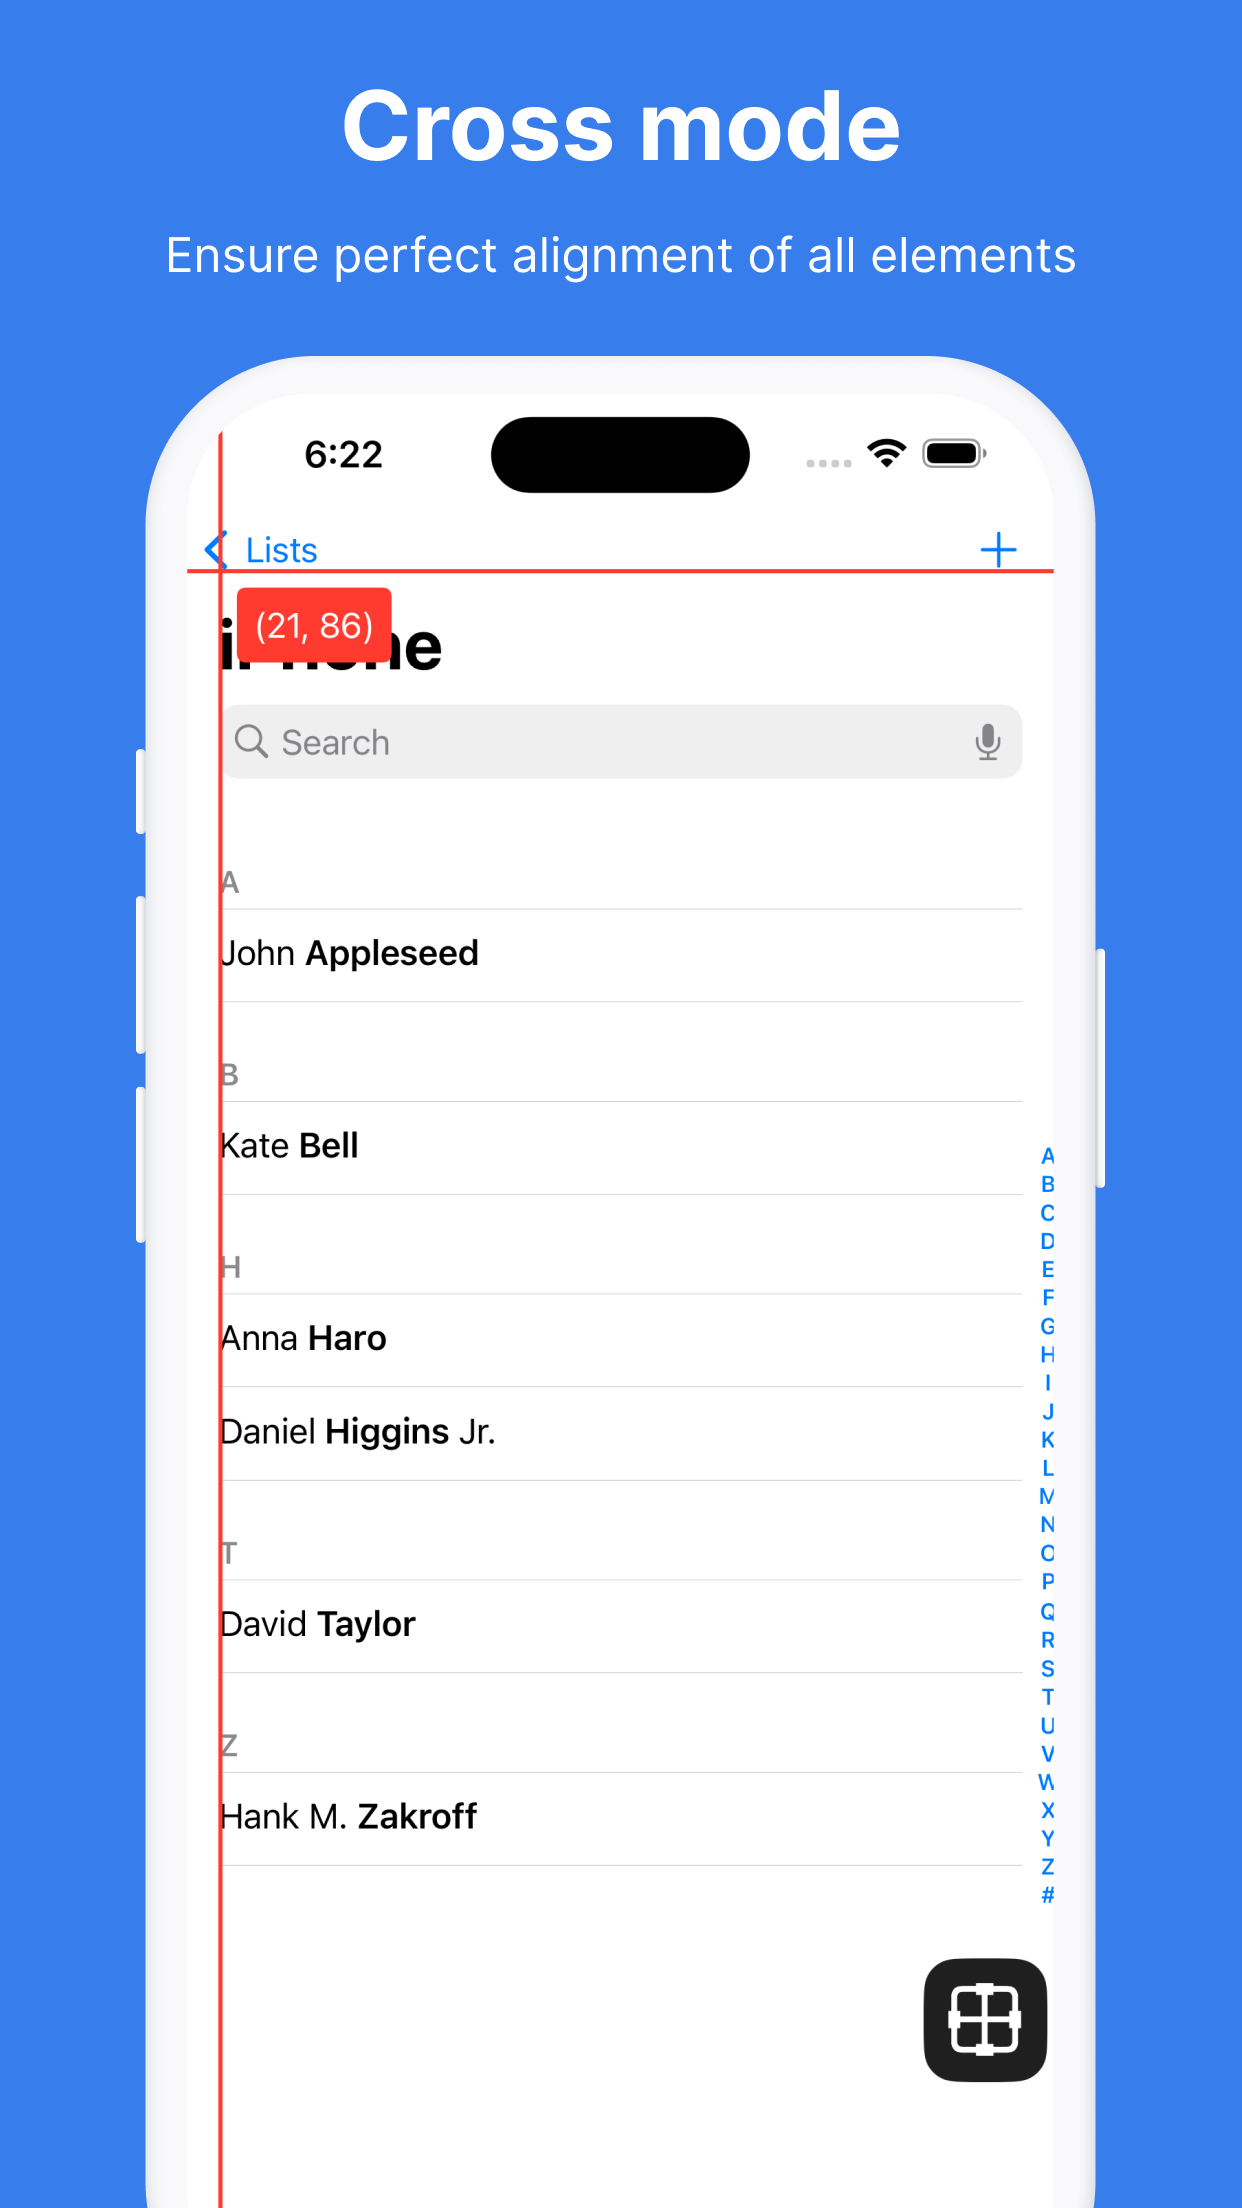 Cross mode
Ensure perfect alignment of all elements
6:22
Lists
(21, 86)
Search
A
John Appleseed
B
Kate Bell
H
Anna Haro
Daniel Higgins Jr.
T
David Taylor
Z
Hank M. Zakroff
A
B
C
D
E
F
G
H
I
J
K
L
M
N
O
P
Q
R
S
T
U
V
W
X
Y
Z
#